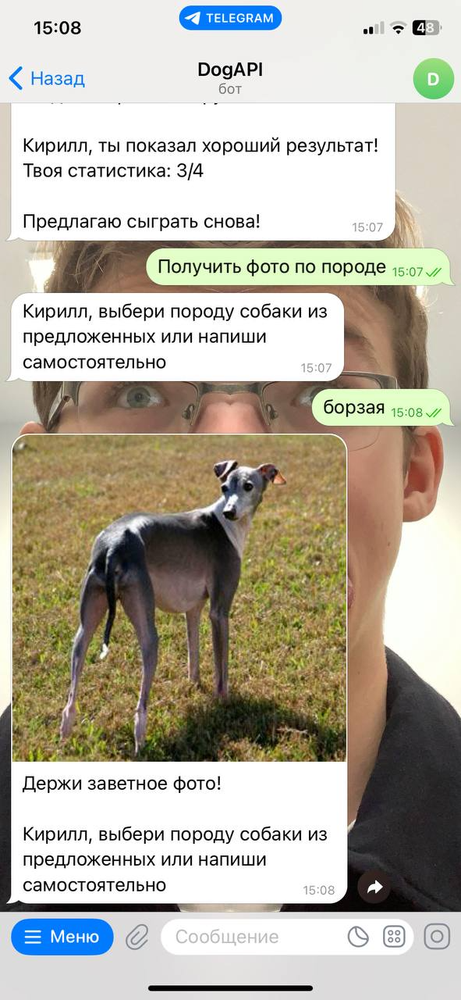 15:08
TELEGRAM
48
Назад
DogAPI
бот
D
Кирилл, ты показал хороший результат!
Твоя статистика: 3/4
Предлагаю сыграть снова!
15:07
Получить фото по породе 15:07
Кирилл, выбери породу собаки из
предложенных или напиши
самостоятельно
15:07
борзая 15:08
Держи заветное фото!
Кирилл, выбери породу собаки из
предложенных или напиши
самостоятельно
15:08
Меню
Сообщение